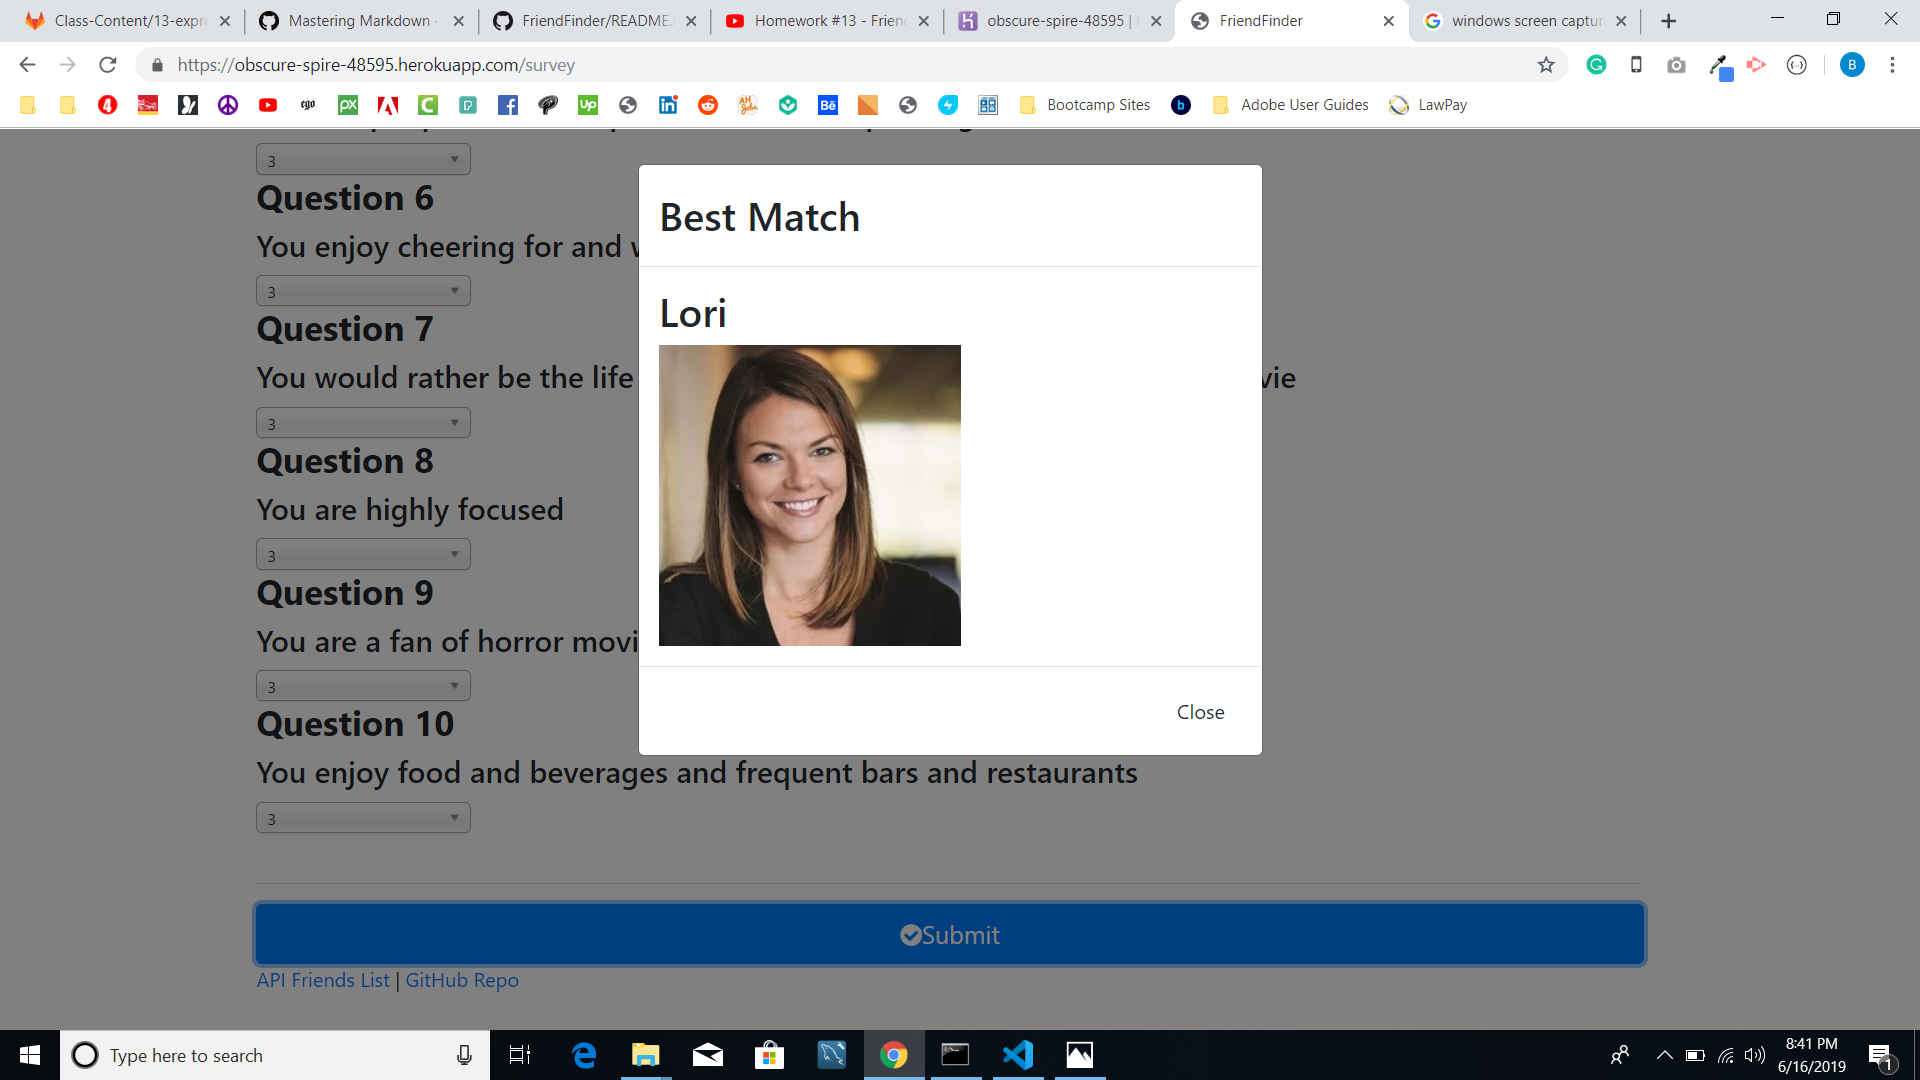 Class-Content/13-expre
Mastering Markdown ·
FriendFinder/README.
Homework #13 - Friend
obscure-spire-48595 | H
FriendFinder
windows screen captur
https://obscure-spire-48595.herokuapp.com/survey
B
Bootcamp Sites
Adobe User Guides
LawPay
3
Question 6
You enjoy cheering for and
3
Question 7
You would rather be the life
vie
3
Question 8
You are highly focused
3
Question 9
You are a fan of horror movi
3
Question 10
You enjoy food and beverages and frequent bars and restaurants
3
Best Match
Lori
Close
Submit
API Friends List | GitHub Repo
Type here to search
8:41 PM
6/16/2019
1